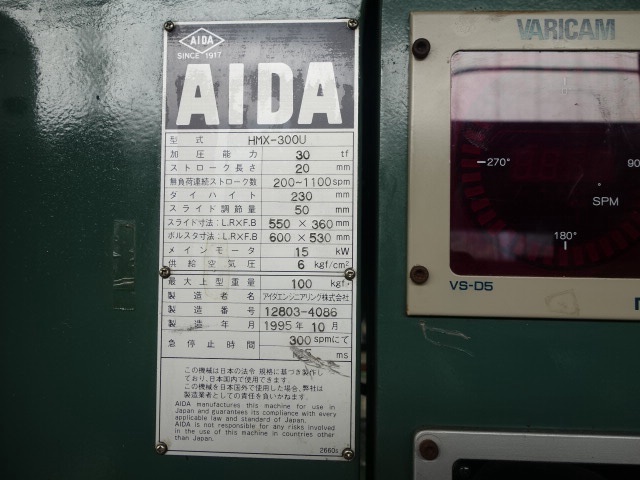 AIDA
SINCE 1917
AIDA
型式 HMX-300U
加圧能力 30 tf
ストローク長さ 20 mm
無負荷連続ストローク数 200~1100 spm
ダイハイト 230 mm
スライド調節量 50 mm
スライド寸法:L.R×F.B 550 × 360 mm
ボルスタ寸法:L.R×F.B 600 × 530 mm
メインモータ 15 kW
供給空気圧 6 kgf/cm²
最大上型重量 100 kgf
製造者名 アイダエンジニアリング株式会社
製造番号 12803-4086
製造年月 1995年 10月
急停止時間 300 spmにて
ms
この機械は日本の法令 規格に基づき製作し
ており、日本国内で使用できます。
この機械を日本国外で使用した場合、弊社は
製造業者としての責任を負いかねます。
AIDA manufactures this machine for use in
Japan and guarantees its compliance with every
applicable law and standard of Japan.
AIDA is not responsible for any risks involved
in the use of this machine in countries other
than Japan.
2660s
VARICAM
270°
90°
SPM
180°
VS-D5